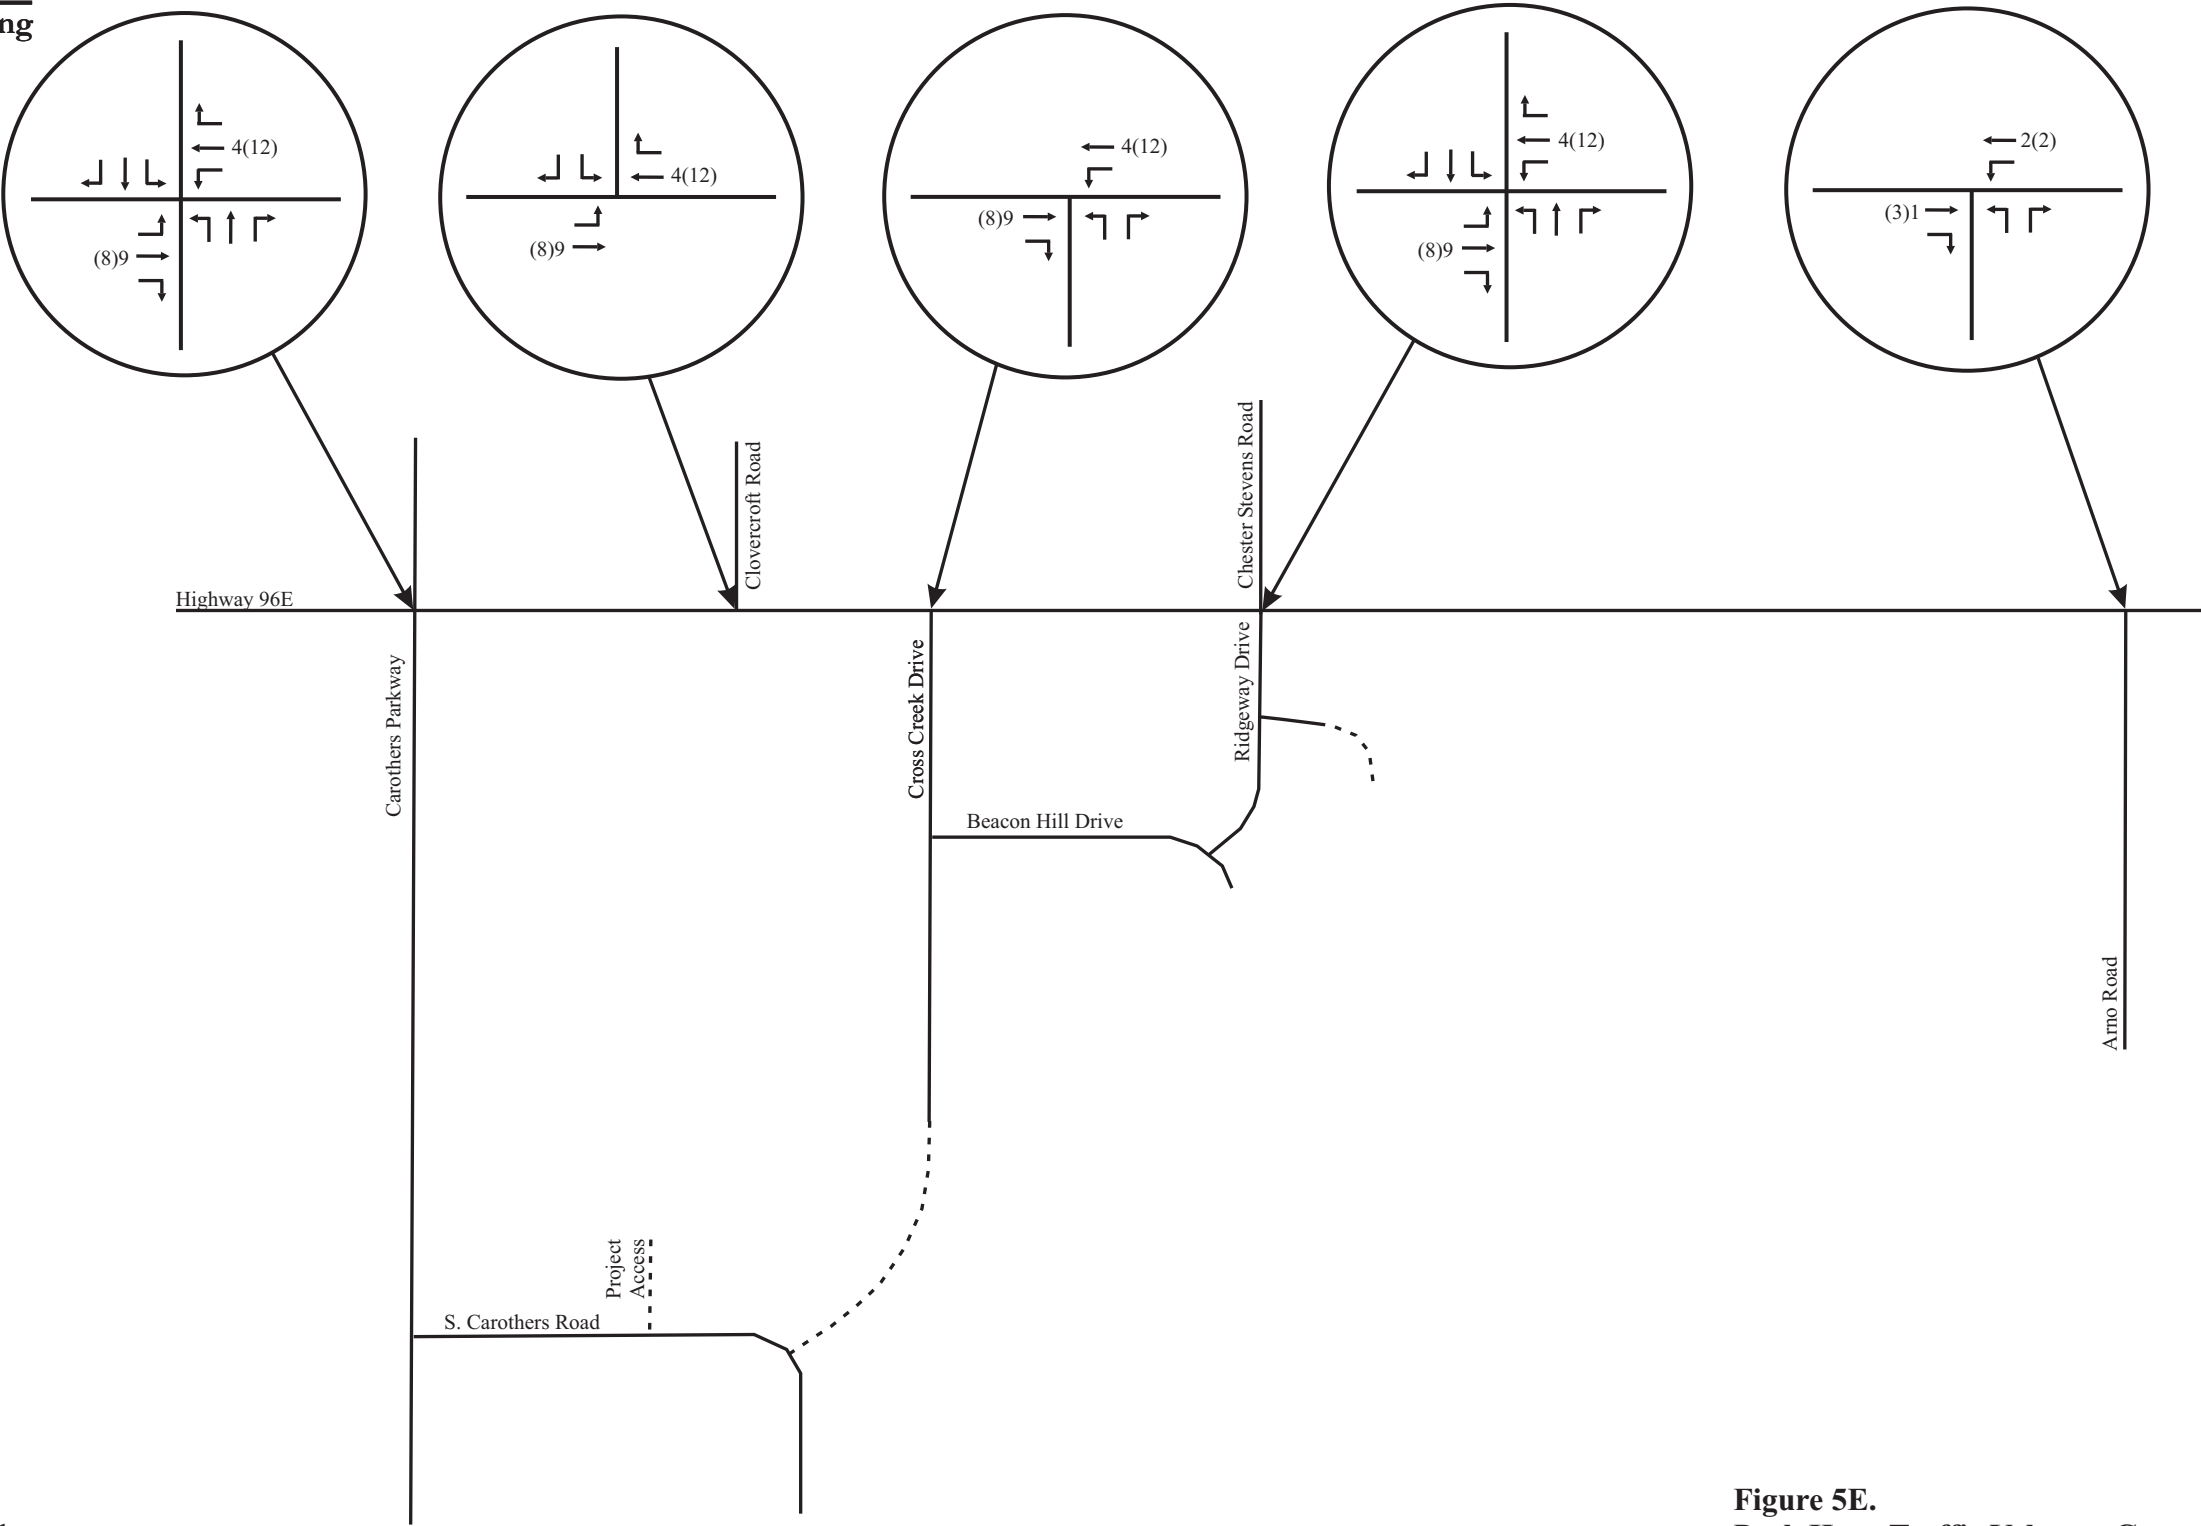 4(12)
(8)9
4(12)
(8)9
4(12)
(8)9
4(12)
(8)9
2(2)
(3)1
Clovercroft Road
Chester Stevens Road
Highway 96E
Carothers Parkway
Cross Creek Drive
Ridgeway Drive
Beacon Hill Drive
Arno Road
Project
Access
S. Carothers Road
Figure 5E.